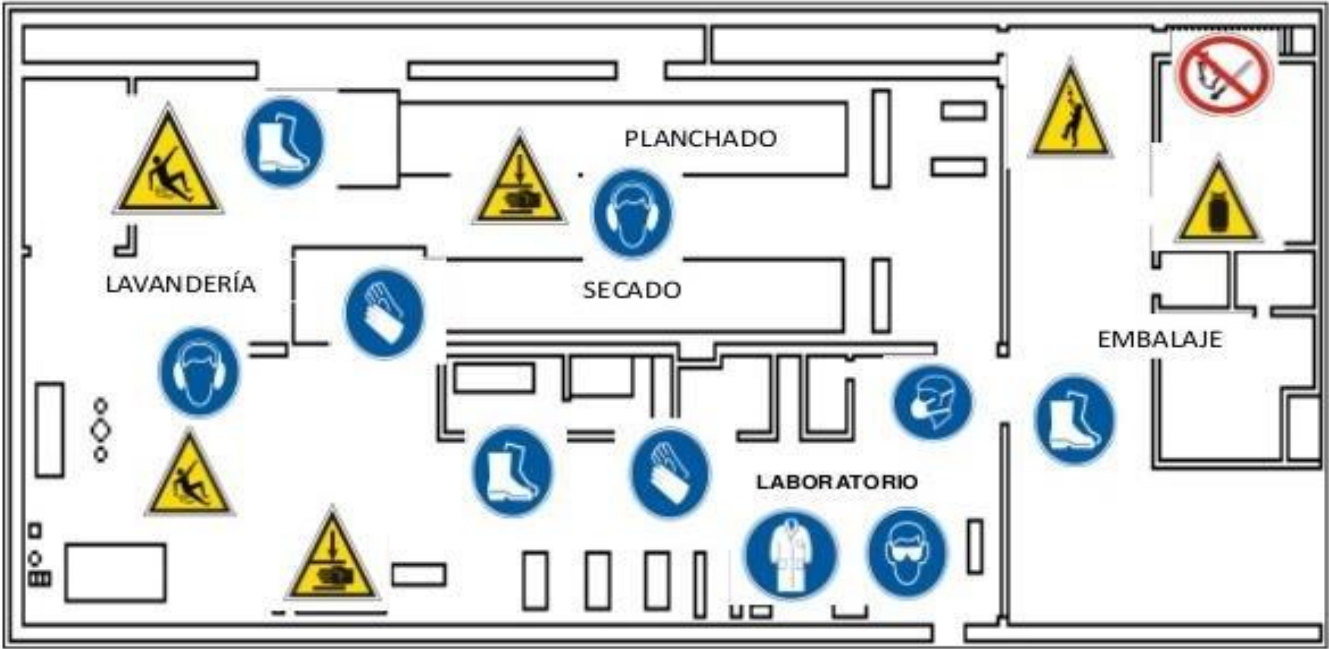 PLANCHADO
LAVANDERÍA
SECADO
EMBALAJE
LABORATORIO